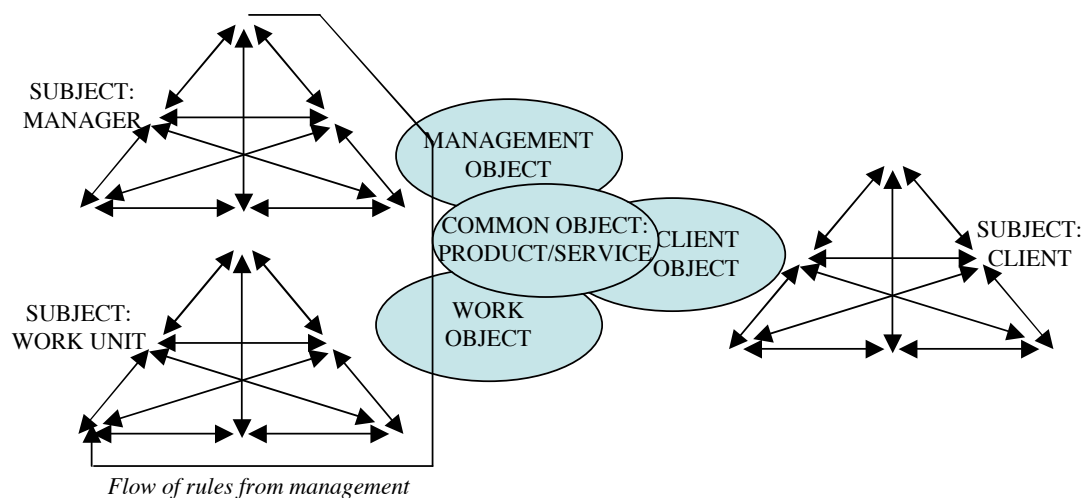 SUBJECT:
MANAGER
MANAGEMENT
OBJECT
COMMON OBJECT:
PRODUCT/SERVICE
CLIENT
OBJECT
SUBJECT:
CLIENT
SUBJECT:
WORK UNIT
WORK
OBJECT
Flow of rules from management